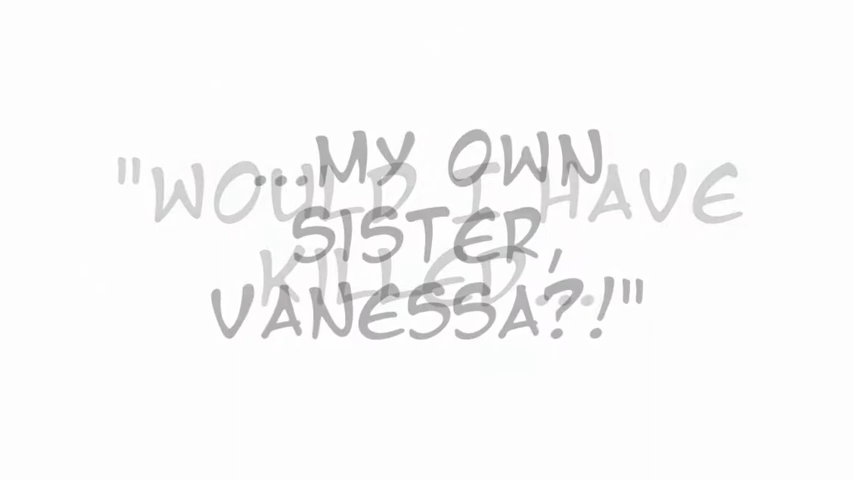 "WOULD I HAVE
KILLED...
...MY OWN
SISTER,
VANESSA?!"